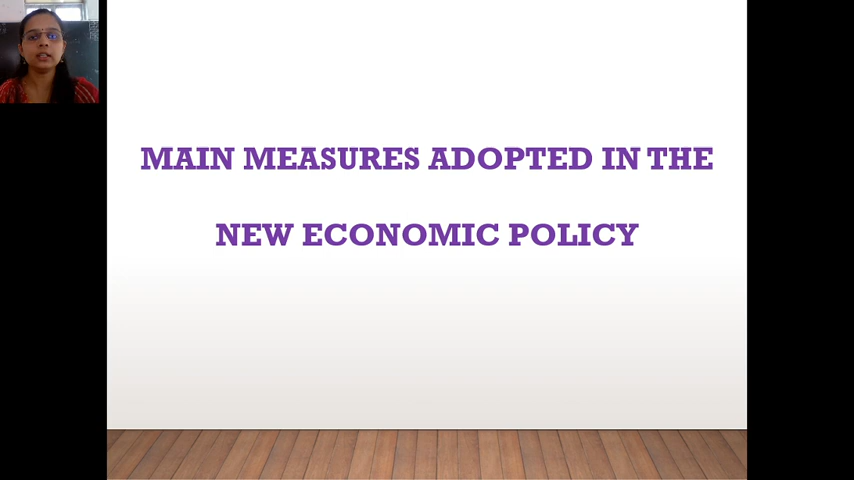 MAIN MEASURES ADOPTED IN THE
NEW ECONOMIC POLICY